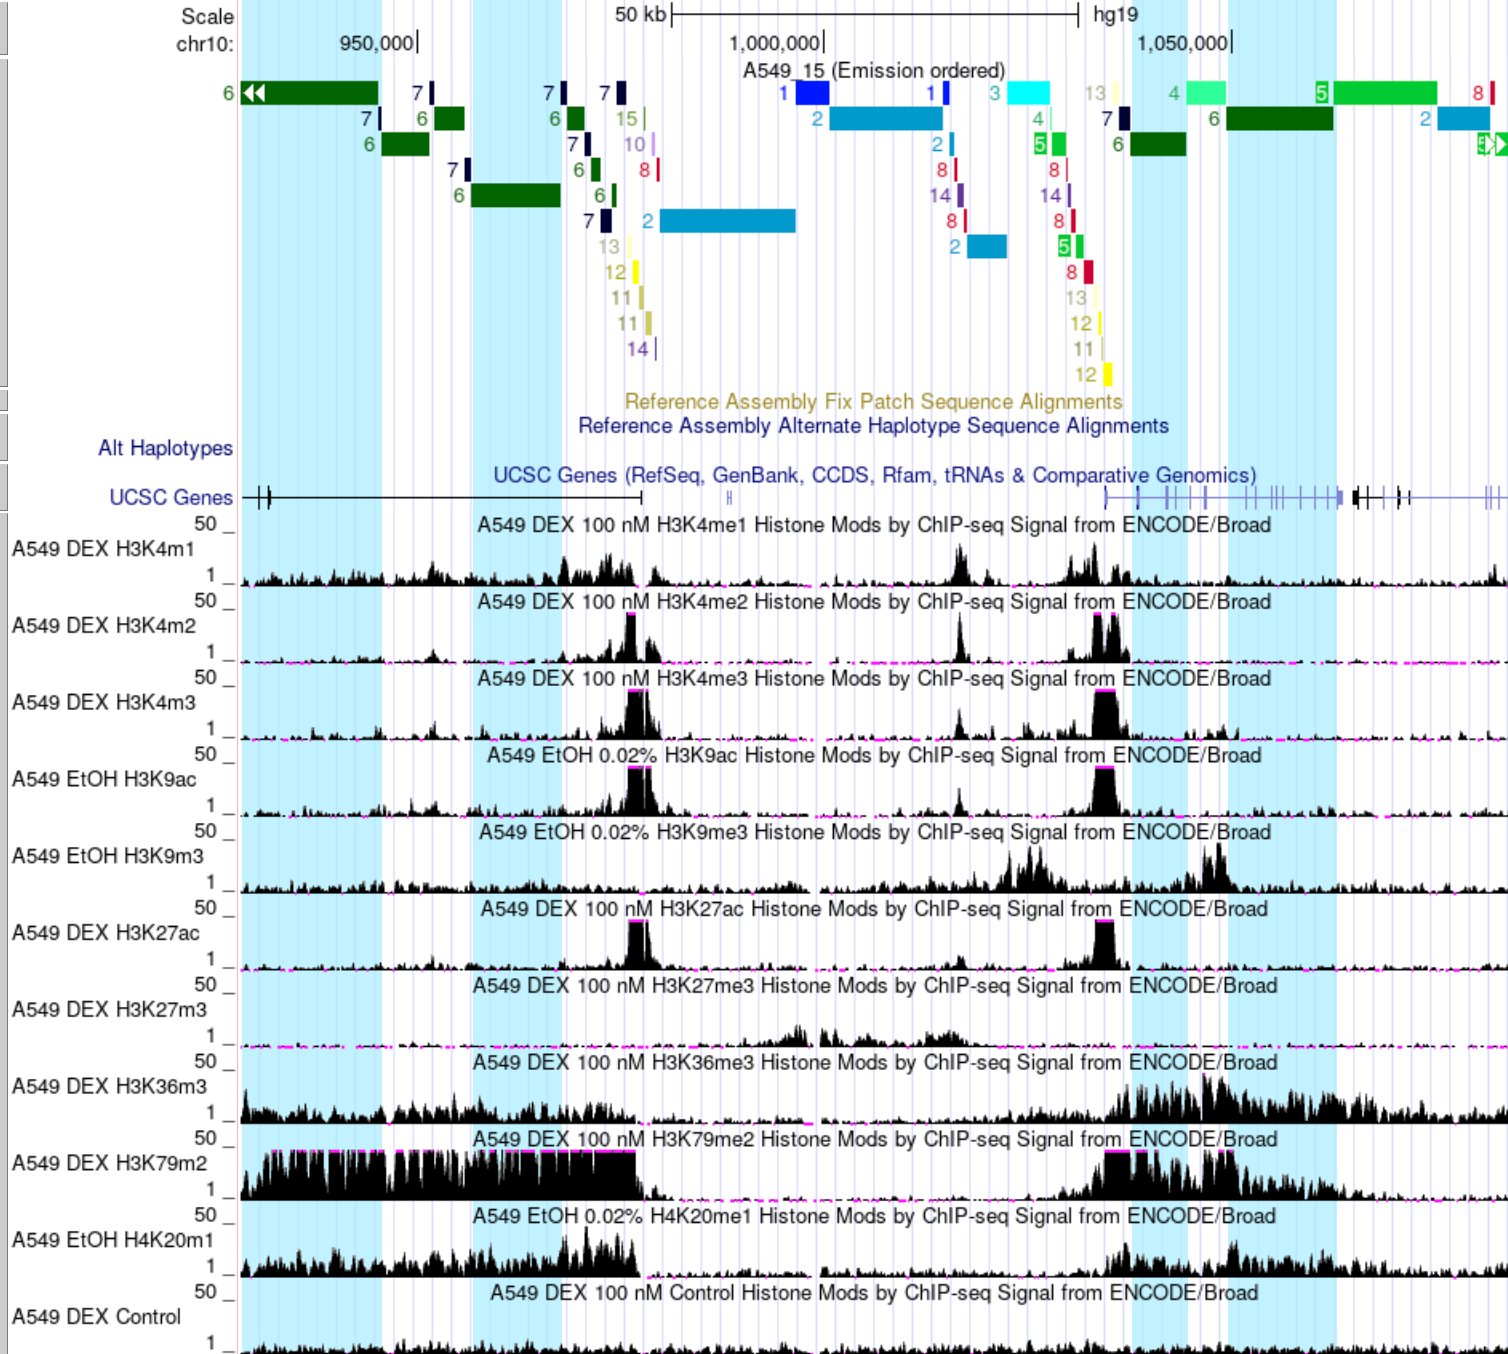 Scale 50 kb hg19
chr10: 950,000 1,000,000 1,050,000
A549_15 (Emission ordered)
6 7 7 7 1 1 3 13 4 5 8
7 6 6 15 2 4 7 6 2
6 7 10 2 5 6 5
7 6 8 8 8
6 6 14 14
7 2 8 8
13 2 5
12 8
11 13
11 12
14 11
12
Reference Assembly Fix Patch Sequence Alignments
Reference Assembly Alternate Haplotype Sequence Alignments
Alt Haplotypes
UCSC Genes (RefSeq, GenBank, CCDS, Rfam, tRNAs & Comparative Genomics)
UCSC Genes
50 A549 DEX 100 nM H3K4me1 Histone Mods by ChIP-seq Signal from ENCODE/Broad
A549 DEX H3K4m1
1
50 A549 DEX 100 nM H3K4me2 Histone Mods by ChIP-seq Signal from ENCODE/Broad
A549 DEX H3K4m2
1
50 A549 DEX 100 nM H3K4me3 Histone Mods by ChIP-seq Signal from ENCODE/Broad
A549 DEX H3K4m3
1
50 A549 EtOH 0.02% H3K9ac Histone Mods by ChIP-seq Signal from ENCODE/Broad
A549 EtOH H3K9ac
1
50 A549 EtOH 0.02% H3K9me3 Histone Mods by ChIP-seq Signal from ENCODE/Broad
A549 EtOH H3K9m3
1
50 A549 DEX 100 nM H3K27ac Histone Mods by ChIP-seq Signal from ENCODE/Broad
A549 DEX H3K27ac
1
50 A549 DEX 100 nM H3K27me3 Histone Mods by ChIP-seq Signal from ENCODE/Broad
A549 DEX H3K27m3
1
50 A549 DEX 100 nM H3K36me3 Histone Mods by ChIP-seq Signal from ENCODE/Broad
A549 DEX H3K36m3
1
50 A549 DEX 100 nM H3K79me2 Histone Mods by ChIP-seq Signal from ENCODE/Broad
A549 DEX H3K79m2
1
50 A549 EtOH 0.02% H4K20me1 Histone Mods by ChIP-seq Signal from ENCODE/Broad
A549 EtOH H4K20m1
1
50 A549 DEX 100 nM Control Histone Mods by ChIP-seq Signal from ENCODE/Broad
A549 DEX Control
1